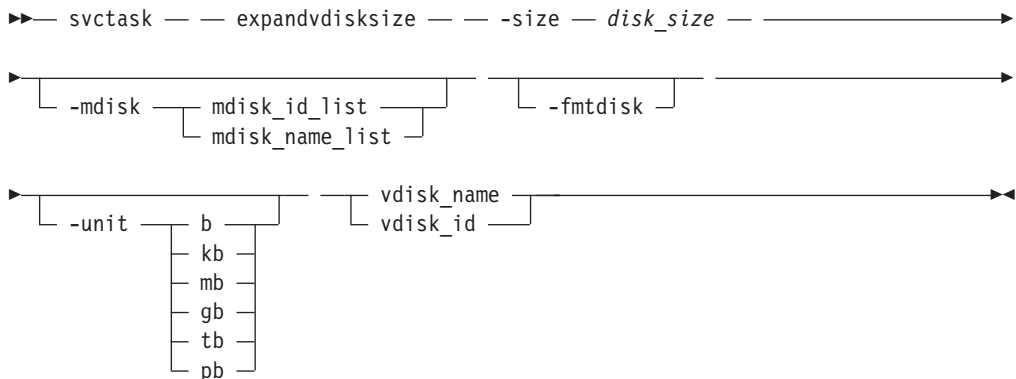 svctask expandvdisksize -size disk_size
-mdisk mdisk_id_list -fmtdisk
mdisk_name_list
vdisk_name
-unit b vdisk_id
kb
mb
gb
tb
pb